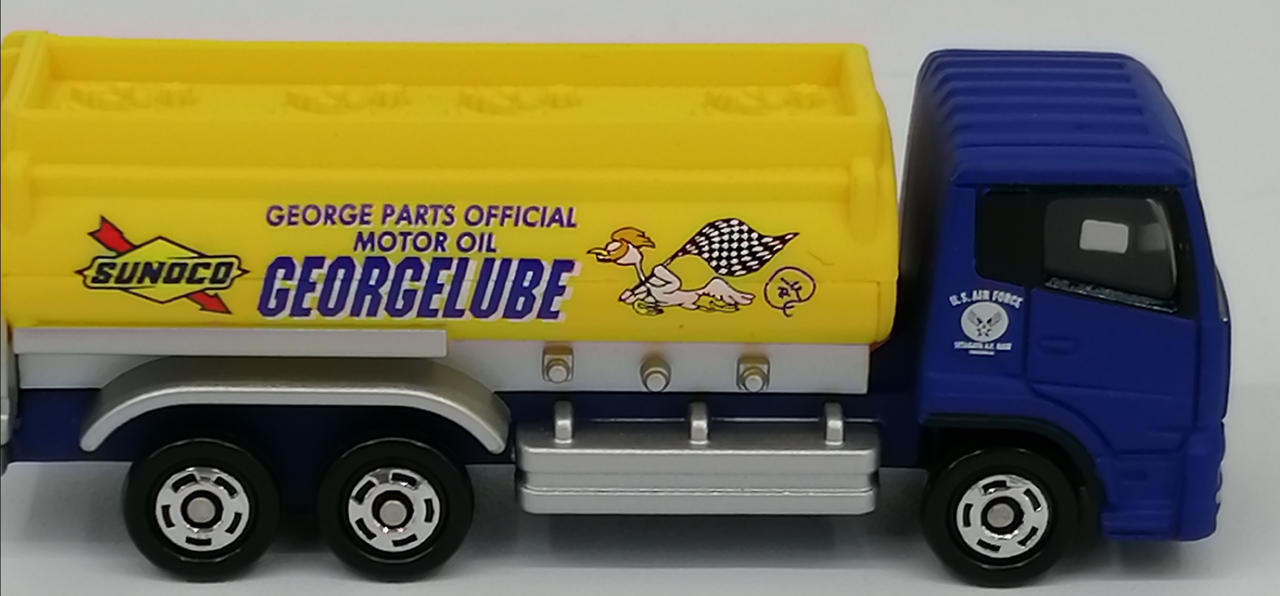 SUNOCO
GEORGE PARTS OFFICIAL
MOTOR OIL
GEORGELUBE
U.S. AIR FORCE